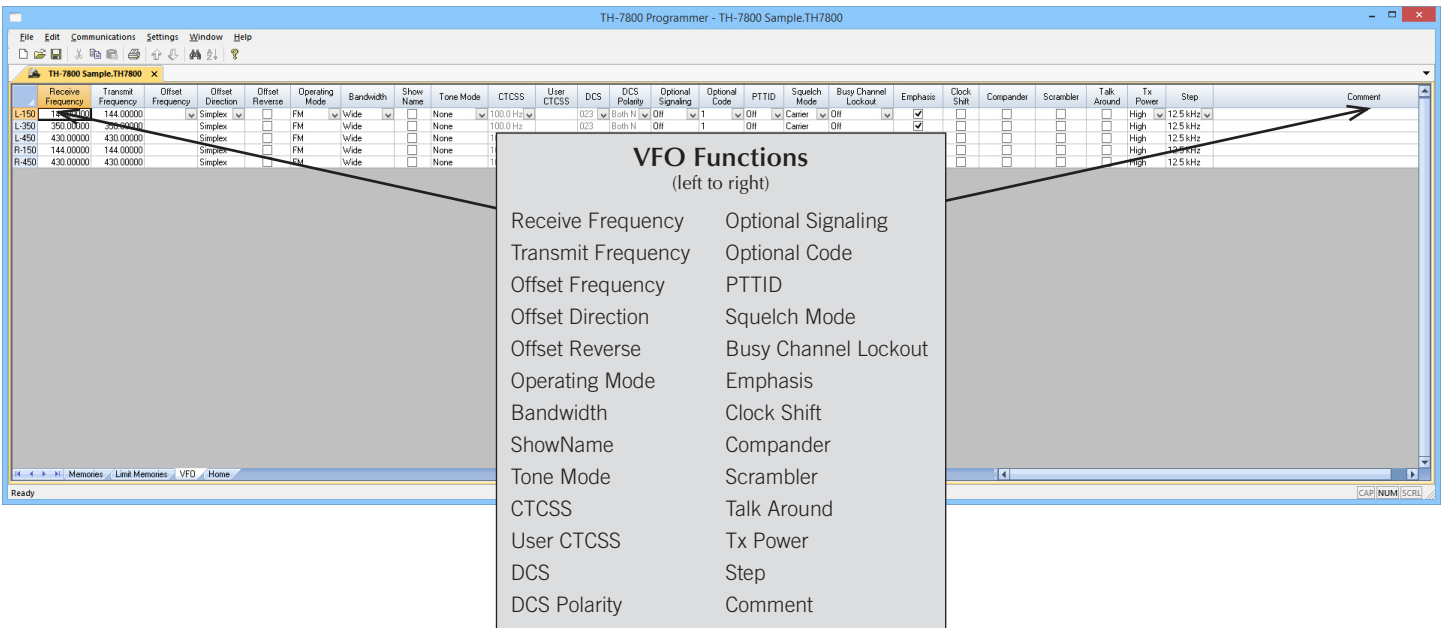 TH-7800 Programmer - TH-7800 Sample.TH7800
File Edit Communications Settings Window Help
TH-7800 Sample.TH7800 X
Receive Frequency Transmit Frequency Offset Frequency Offset Direction Offset Reverse Operating Mode Bandwidth Show Name Tone Mode CTCSS User CTCSS DCS DCS Polarity Optional Signaling Optional Code PTTID Squelch Mode Busy Channel Lockout Emphasis Clock Shift Compander Scrambler Talk Around Tx Power Step Comment
L-150 144.00000 Simplex FM Wide None 100.0 Hz 023 Both N Off 1 Off Carrier Off High 12.5 kHz
L-350 350.00000 Simplex FM Wide None 100.0 Hz 023 Both N Off 1 Off Carrier Off High 12.5 kHz
L-450 430.00000 430.00000 Simplex FM Wide None High 12.5 kHz
R-150 144.00000 144.00000 Simplex FM Wide None High 12.5 kHz
R-450 430.00000 430.00000 Simplex FM Wide None High 12.5 kHz
VFO Functions
(left to right)
Receive Frequency Optional Signaling
Transmit Frequency Optional Code
Offset Frequency PTTID
Offset Direction Squelch Mode
Offset Reverse Busy Channel Lockout
Operating Mode Emphasis
Bandwidth Clock Shift
ShowName Compander
Tone Mode Scrambler
CTCSS Talk Around
User CTCSS Tx Power
DCS Step
DCS Polarity Comment
Memories Limit Memories VFO Home
Ready CAP NUM SCRL